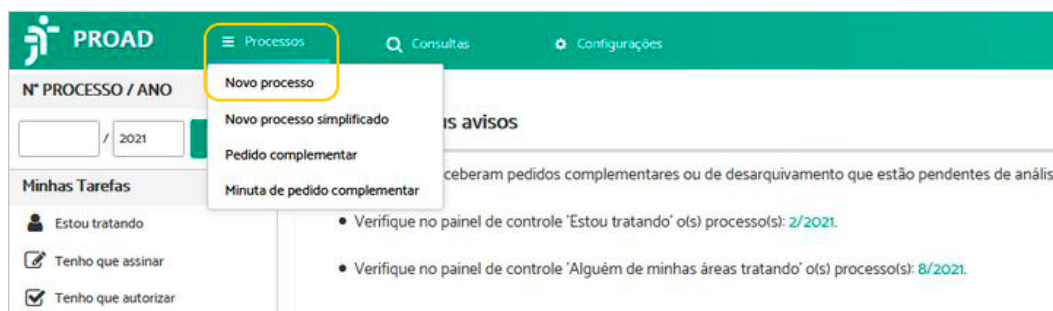 PROAD
Processos
Consultas
Configurações
N° PROCESSO / ANO
/ 2021
Minhas Tarefas
Estou tratando
Tenho que assinar
Tenho que autorizar
Novo processo
Novo processo simplificado
Pedido complementar
Minuta de pedido complementar
avisos
pedidos complementares ou de desarquivamento que estão pendentes de
• Verifique no painel de controle 'Estou tratando' o(s) processo(s): 2/2021.
• Verifique no painel de controle 'Alguém de minhas áreas tratando' o(s) processo(s): 8/2021.